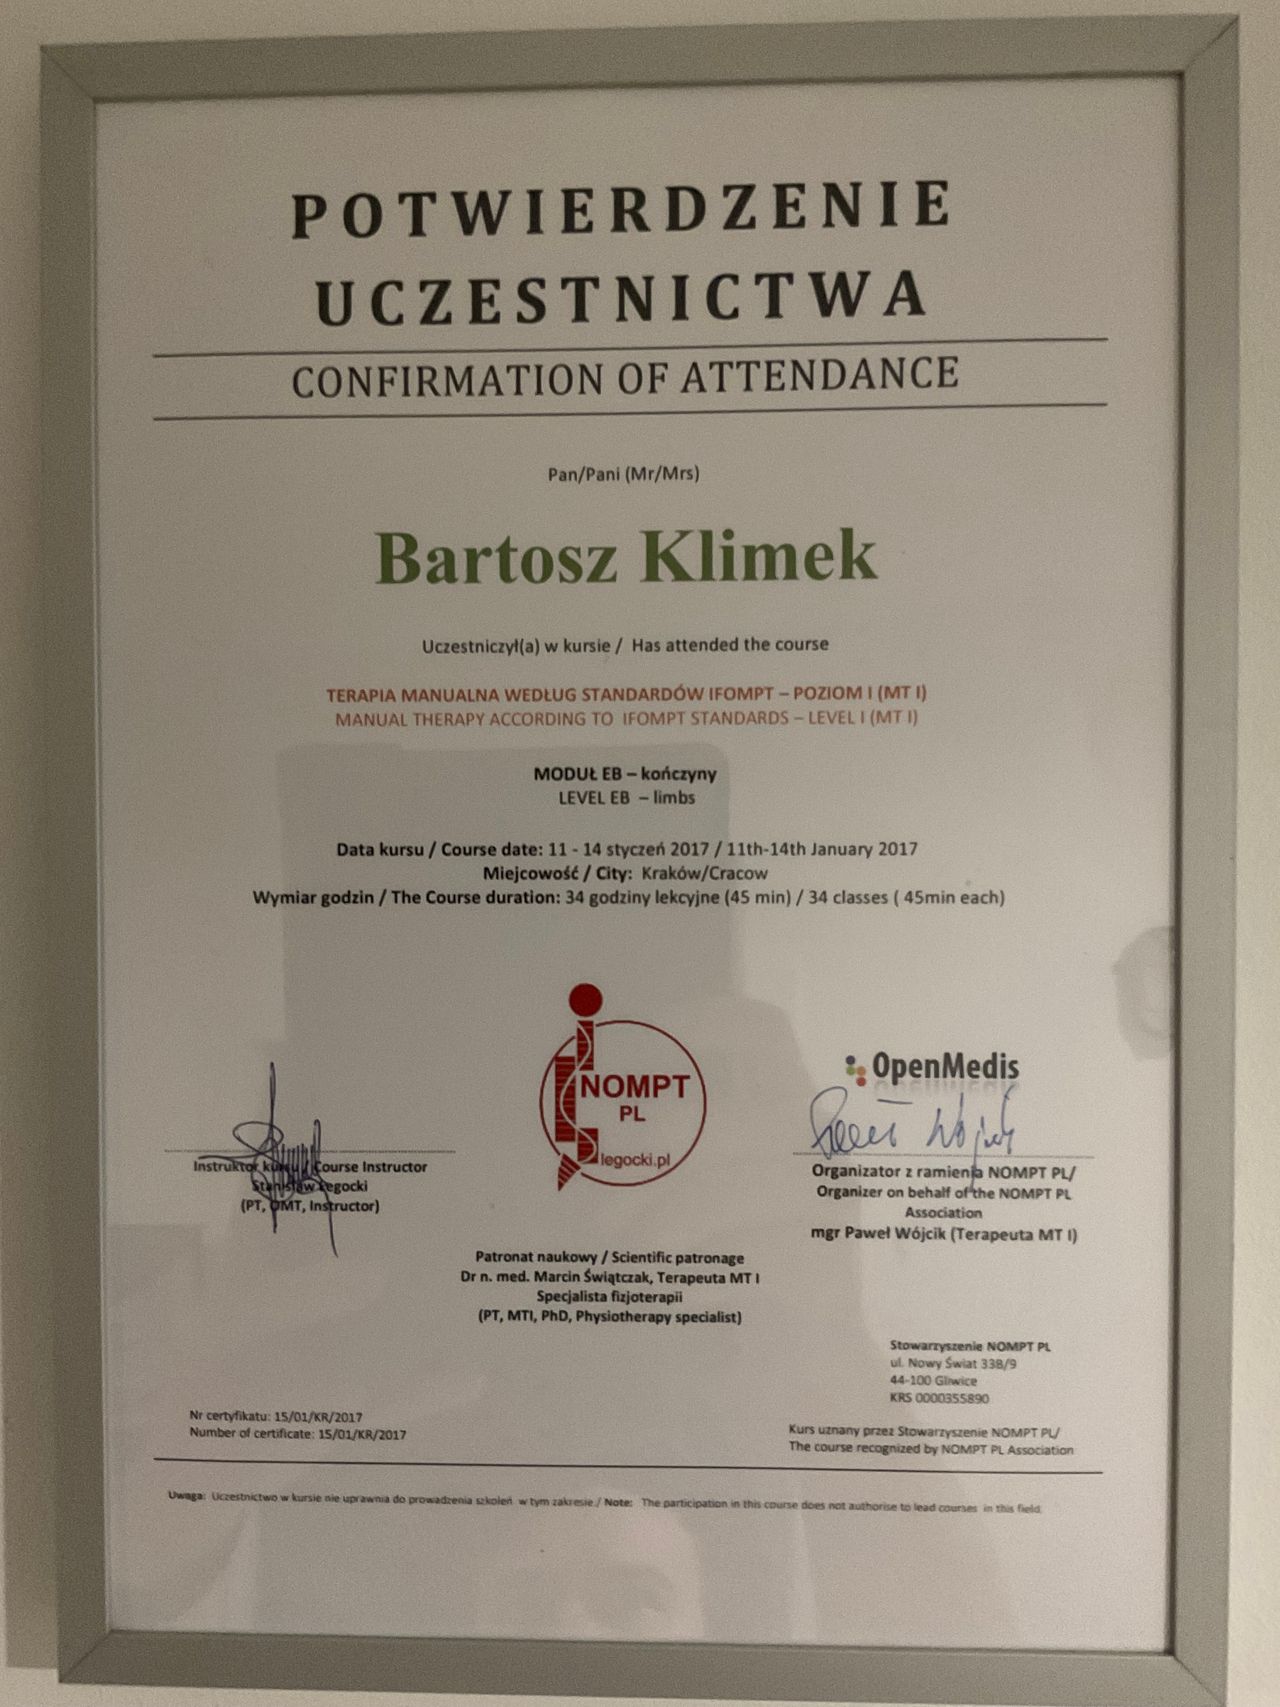 POTWIERDZENIE
UCZESTNICTWA
CONFIRMATION OF ATTENDANCE
Pan/Pani (Mr/Mrs)
Bartosz Klimek
Uczestniczył(a) w kursie / Has attended the course
TERAPIA MANUALNA WEDŁUG STANDARDÓW IFOMPT – POZIOM I (MT I)
MANUAL THERAPY ACCORDING TO IFOMPT STANDARDS – LEVEL I (MT I)
MODUŁ EB – kończyny
LEVEL EB – limbs
Data kursu / Course date: 11 - 14 styczeń 2017 / 11th-14th January 2017
Miejcowość / City: Kraków/Cracow
Wymiar godzin / The Course duration: 34 godziny lekcyjne (45 min) / 34 classes ( 45min each)
NOMPT
PL
legocki.pl
OpenMedis
Instruktor kursu / Course Instructor
Stanisław Łegocki
(PT, OMT, Instructor)
Organizator z ramienia NOMPT PL/
Organizer on behalf of the NOMPT PL
Association
mgr Paweł Wójcik (Terapeuta MT I)
Patronat naukowy / Scientific patronage
Dr n. med. Marcin Świątczak, Terapeuta MT I
Specjalista fizjoterapii
(PT, MTI, PhD, Physiotherapy specialist)
Stowarzyszenie NOMPT PL
ul. Nowy Świat 33B/9
44-100 Gliwice
KRS 0000355890
Nr certyfikatu: 15/01/KR/2017
Number of certificate: 15/01/KR/2017
Kurs uznany przez Stowarzyszenie NOMPT PL/
The course recognized by NOMPT PL Association
Uwaga: Uczestnictwo w kursie nie uprawnia do prowadzenia szkoleń w tym zakresie./ Note: The participation in this course does not authorise to lead courses in this field.